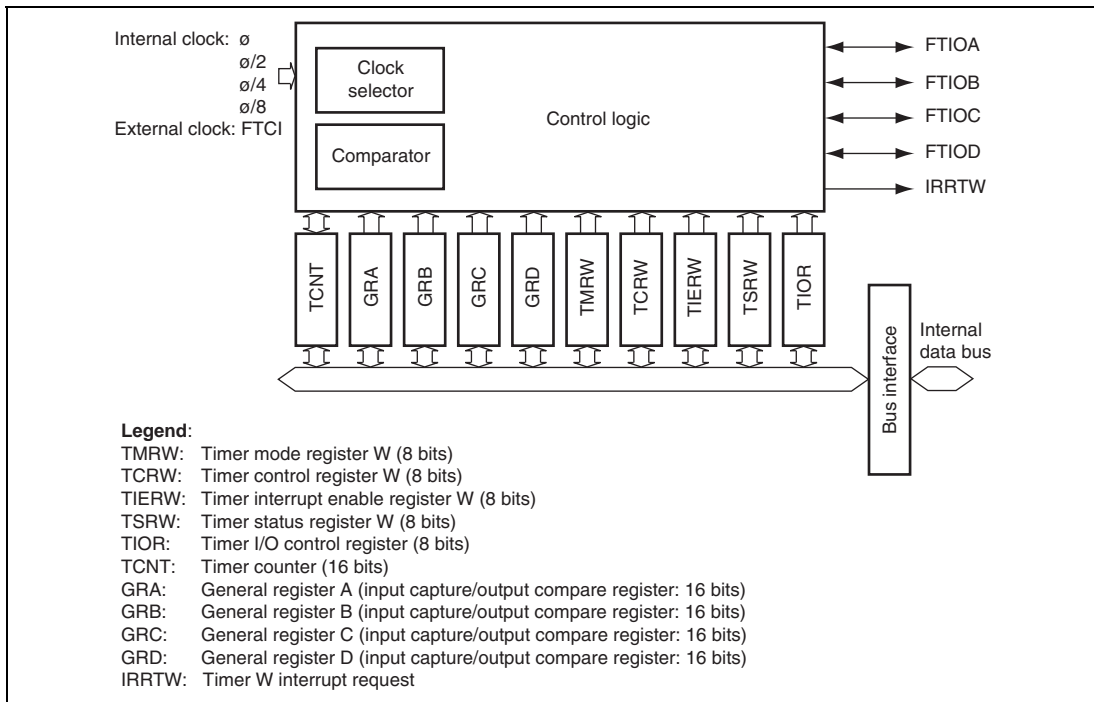 Internal clock: ø
ø/2
ø/4
ø/8
External clock: FTCI
Clock
selector
Comparator
Control logic
FTIOA
FTIOB
FTIOC
FTIOD
IRRTW
TCNT
GRA
GRB
GRC
GRD
TMRW
TCRW
TIERW
TSRW
TIOR
Bus interface
Internal
data bus
Legend:
TMRW: Timer mode register W (8 bits)
TCRW: Timer control register W (8 bits)
TIERW: Timer interrupt enable register W (8 bits)
TSRW: Timer status register W (8 bits)
TIOR: Timer I/O control register (8 bits)
TCNT: Timer counter (16 bits)
GRA: General register A (input capture/output compare register: 16 bits)
GRB: General register B (input capture/output compare register: 16 bits)
GRC: General register C (input capture/output compare register: 16 bits)
GRD: General register D (input capture/output compare register: 16 bits)
IRRTW: Timer W interrupt request